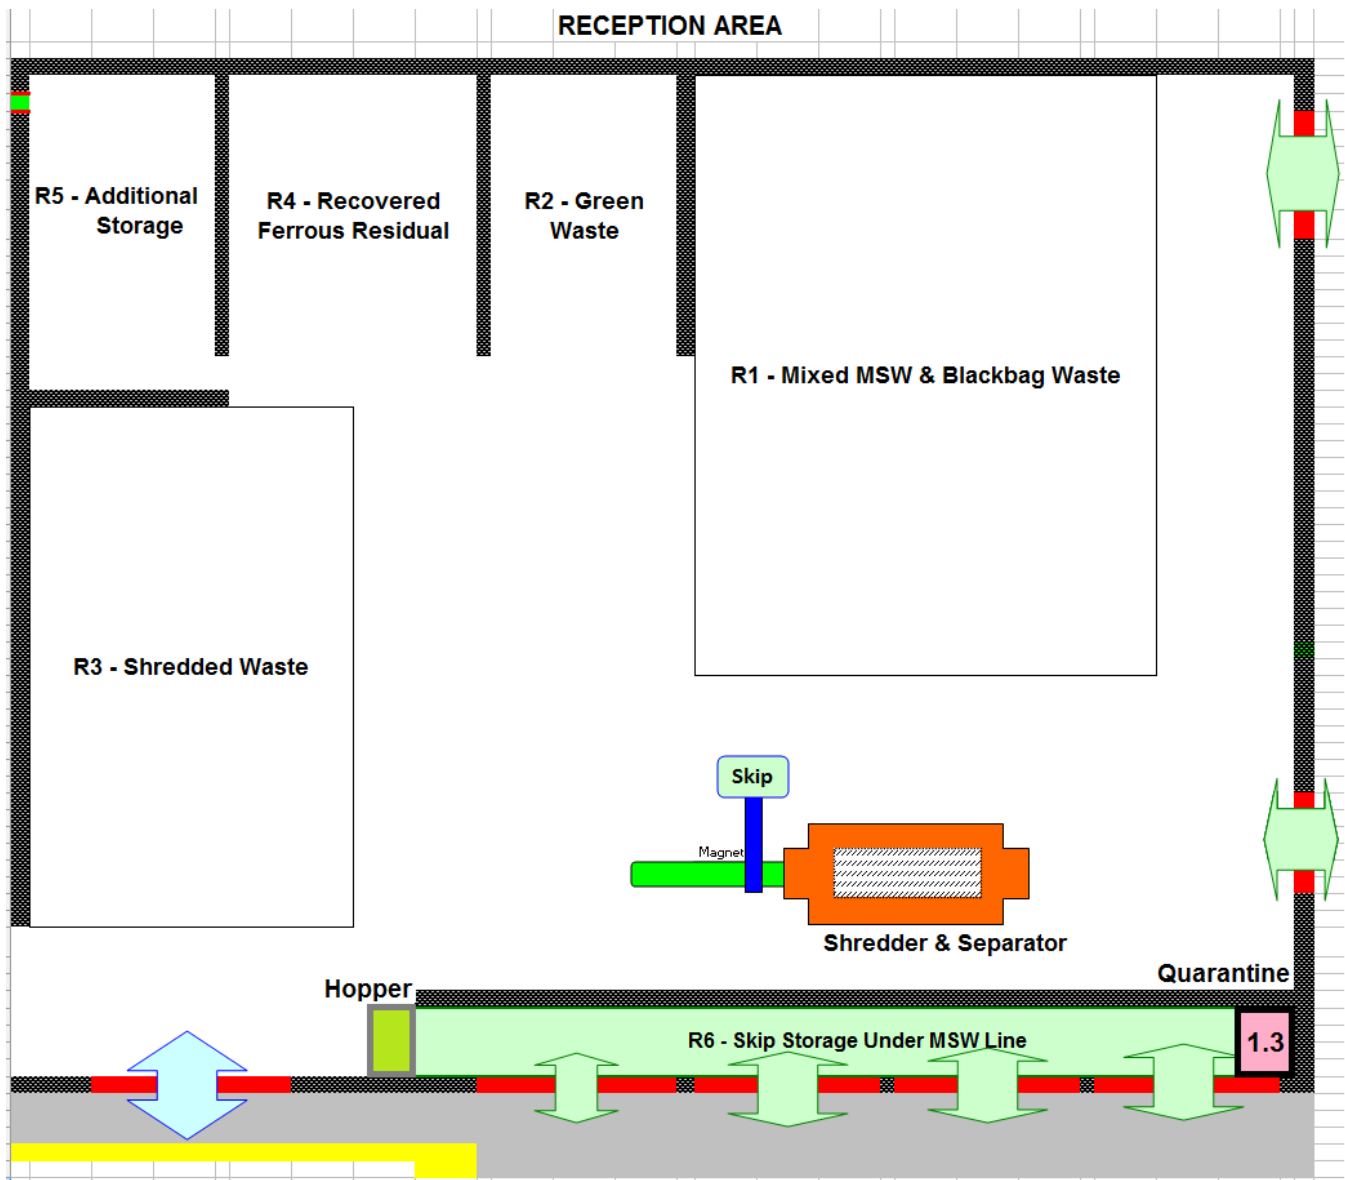 RECEPTION AREA
R5 - Additional
Storage
R4 - Recovered
Ferrous Residual
R2 - Green
Waste
R1 - Mixed MSW & Blackbag Waste
R3 - Shredded Waste
Skip
Magnet
Shredder & Separator
Quarantine
Hopper
R6 - Skip Storage Under MSW Line
1.3